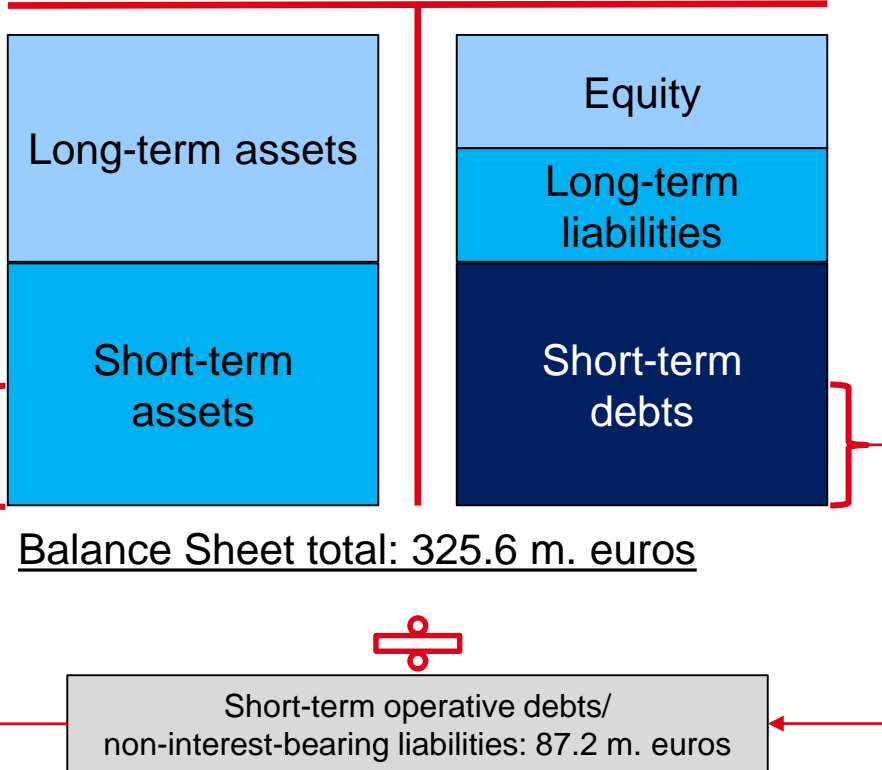 Long-term assets
Short-term
assets
Equity
Long-term
liabilities
Short-term
debts
Balance Sheet total: 325.6 m. euros
Short-term operative debts/
non-interest-bearing liabilities: 87.2 m. euros